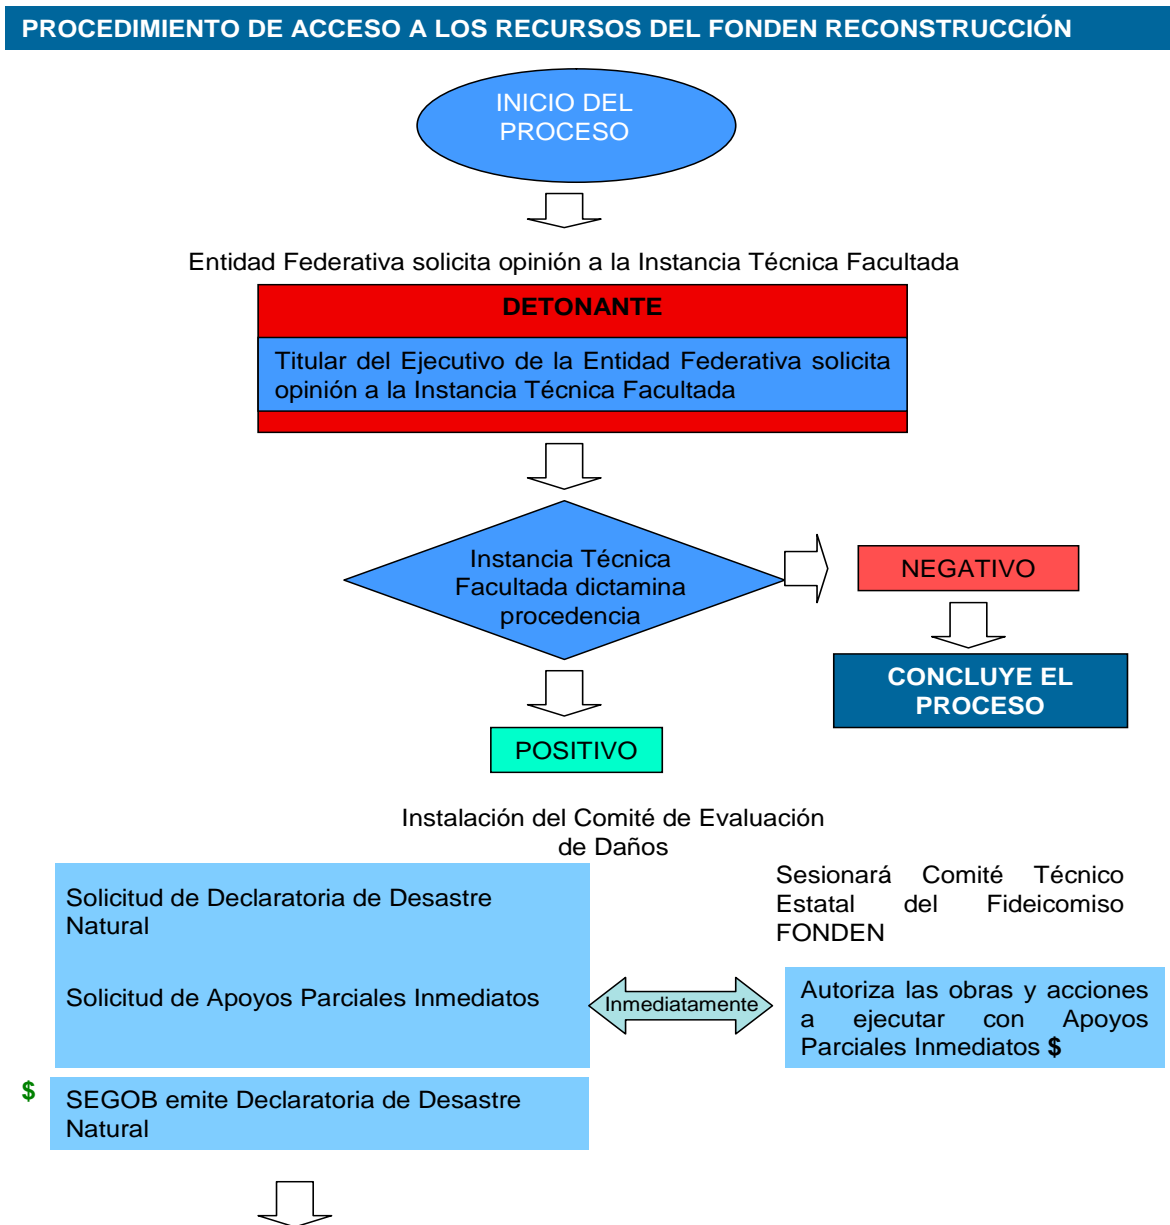 PROCEDIMIENTO DE ACCESO A LOS RECURSOS DEL FONDEN RECONSTRUCCIÓN
INICIO DEL
PROCESO
Entidad Federativa solicita opinión a la Instancia Técnica Facultada
DETONANTE
Titular del Ejecutivo de la Entidad Federativa solicita
opinión a la Instancia Técnica Facultada
Instancia Técnica
Facultada dictamina
procedencia
NEGATIVO
CONCLUYE EL
PROCESO
POSITIVO
Instalación del Comité de Evaluación
de Daños
Solicitud de Declaratoria de Desastre
Natural
Solicitud de Apoyos Parciales Inmediatos
Inmediatamente
Sesionará Comité Técnico
Estatal del Fideicomiso
FONDEN
Autoriza las obras y acciones
a ejecutar con Apoyos
Parciales Inmediatos $
$
SEGOB emite Declaratoria de Desastre
Natural